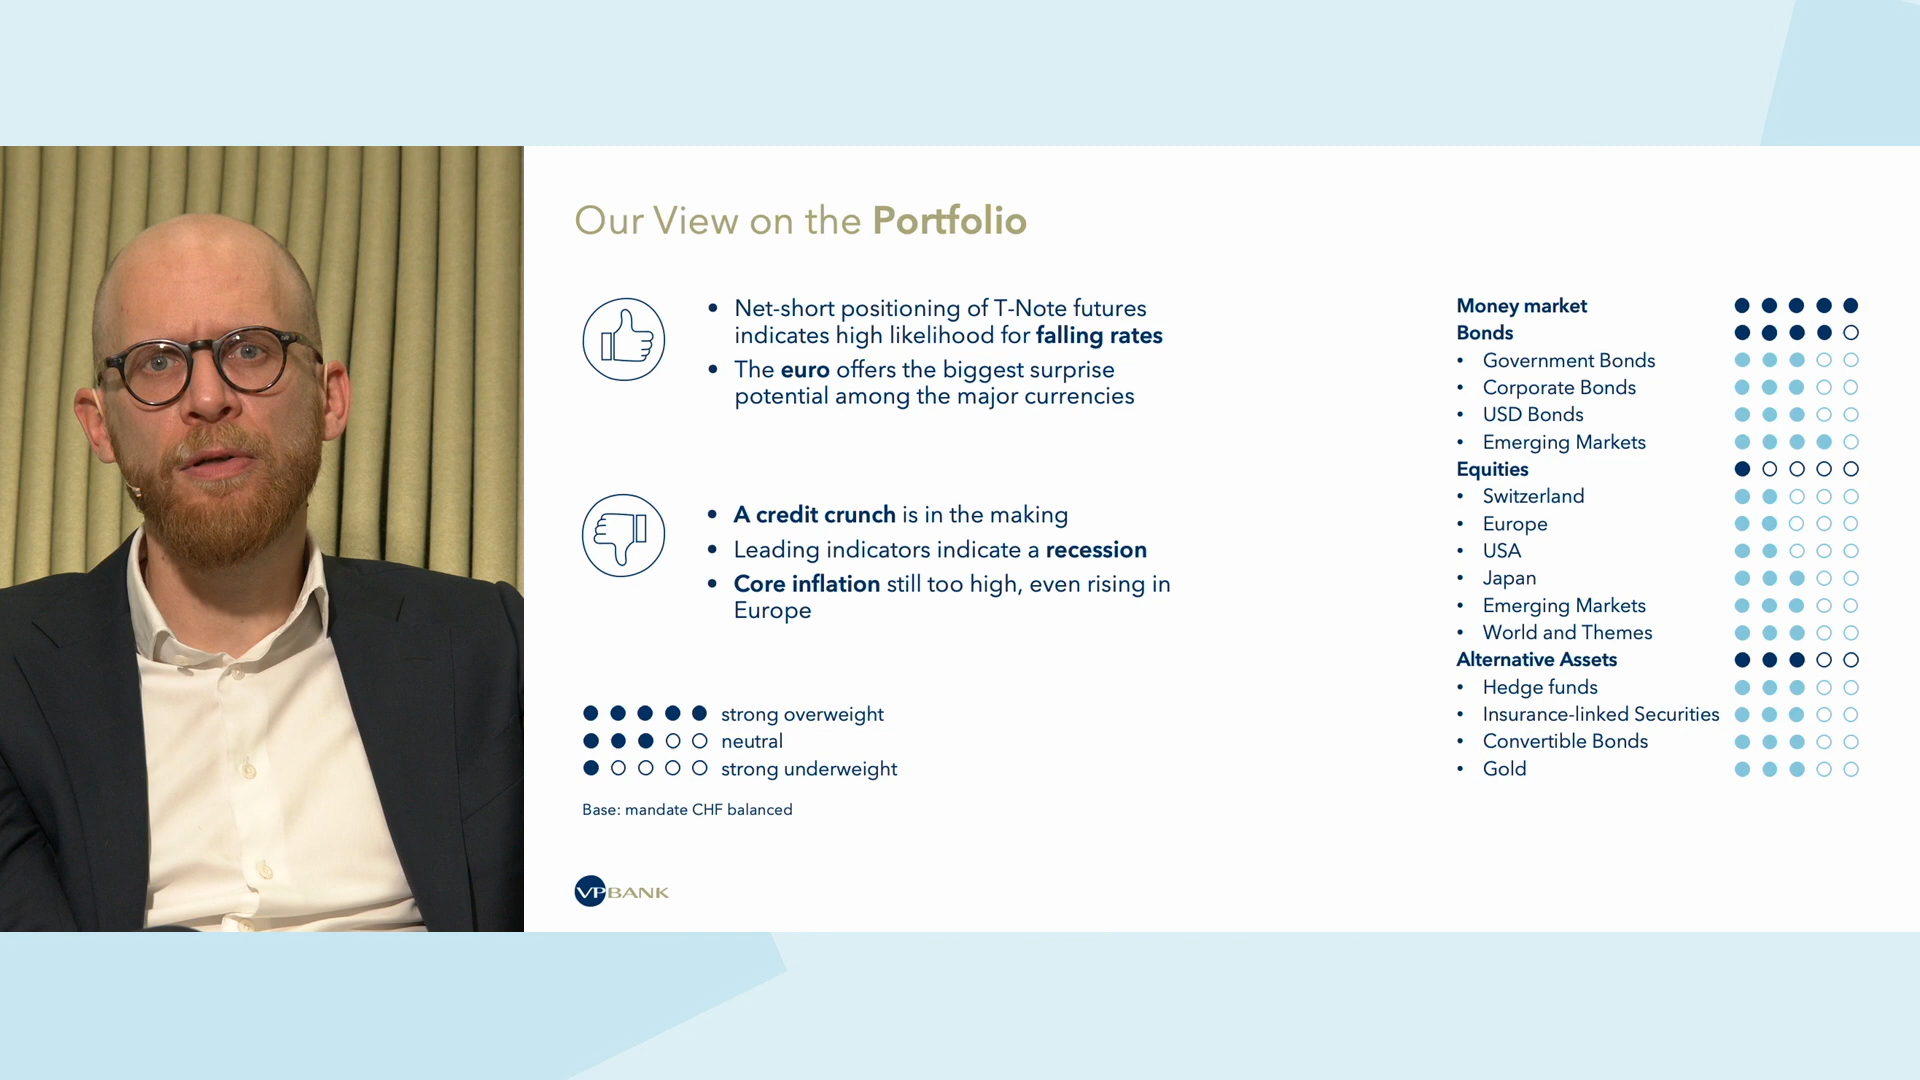 Our View on the Portfolio
• Net-short positioning of T-Note futures
indicates high likelihood for falling rates
• The euro offers the biggest surprise
potential among the major currencies
• A credit crunch is in the making
• Leading indicators indicate a recession
• Core inflation still too high, even rising in
Europe
strong overweight
neutral
strong underweight
Base: mandate CHF balanced
VP BANK
Money market
Bonds
• Government Bonds
• Corporate Bonds
• USD Bonds
• Emerging Markets
Equities
• Switzerland
• Europe
• USA
• Japan
• Emerging Markets
• World and Themes
Alternative Assets
• Hedge funds
• Insurance-linked Securities
• Convertible Bonds
• Gold